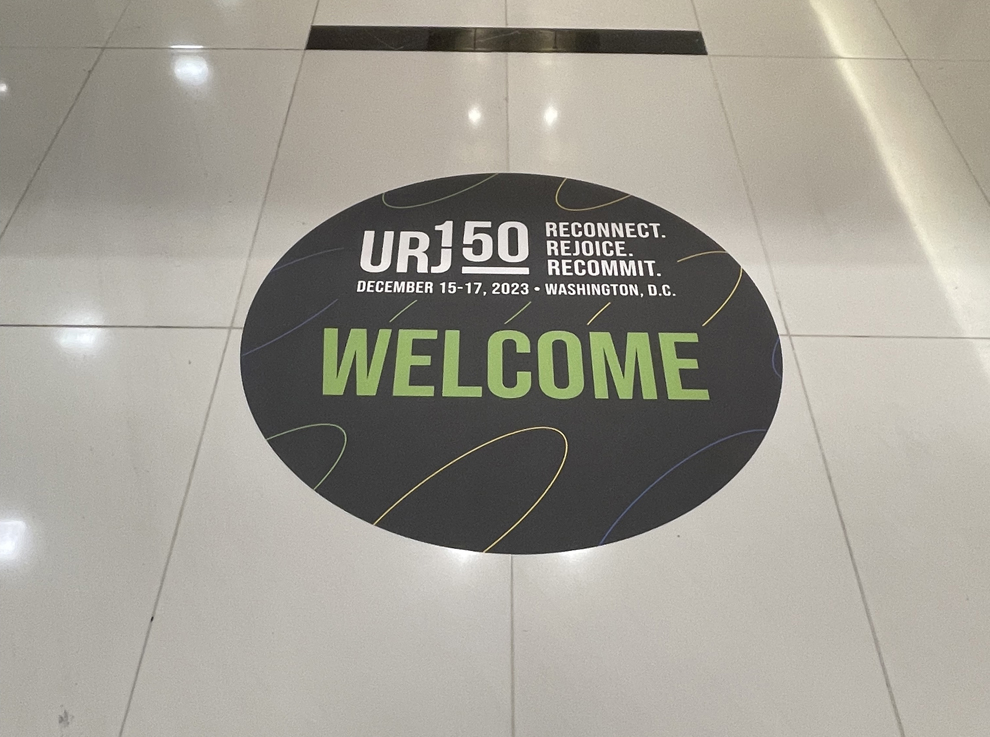 URJ150
RECONNECT.
REJOICE.
RECOMMIT.
DECEMBER 15-17, 2023 • WASHINGTON, D.C.
WELCOME